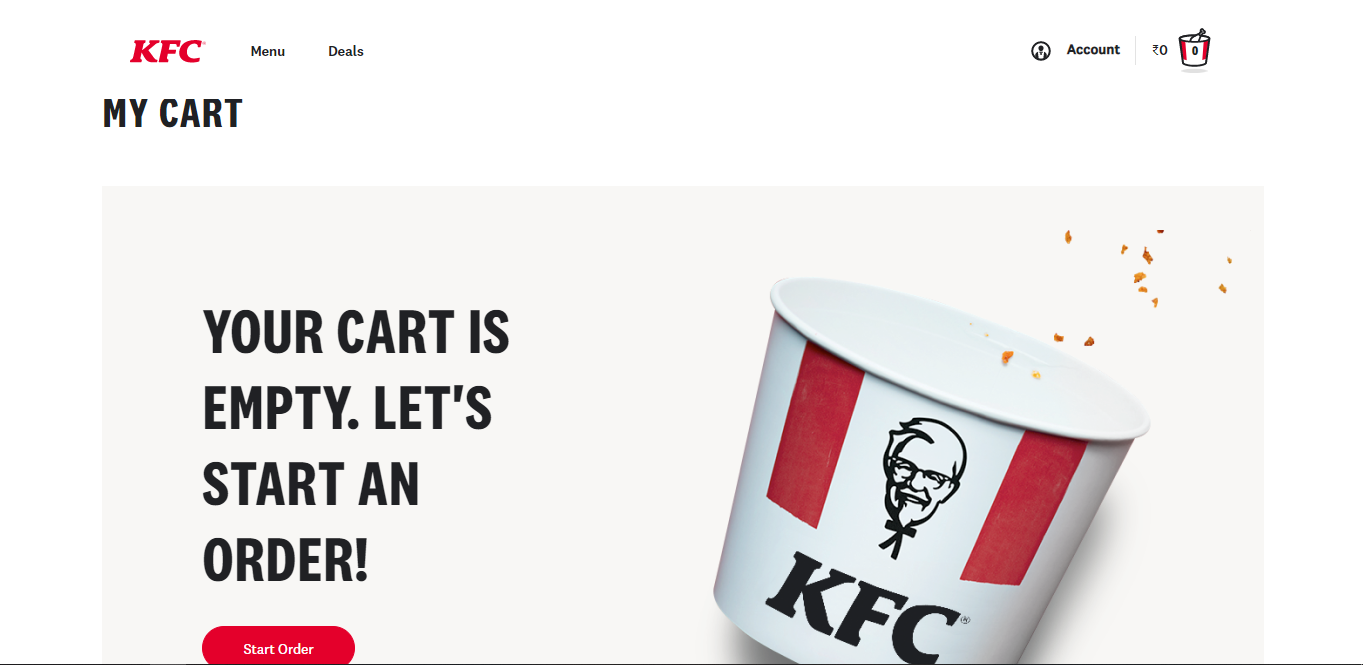 KFC Menu Deals Account ₹0 0
MY CART
YOUR CART IS
EMPTY. LET'S
START AN
ORDER!
Start Order
KFC®